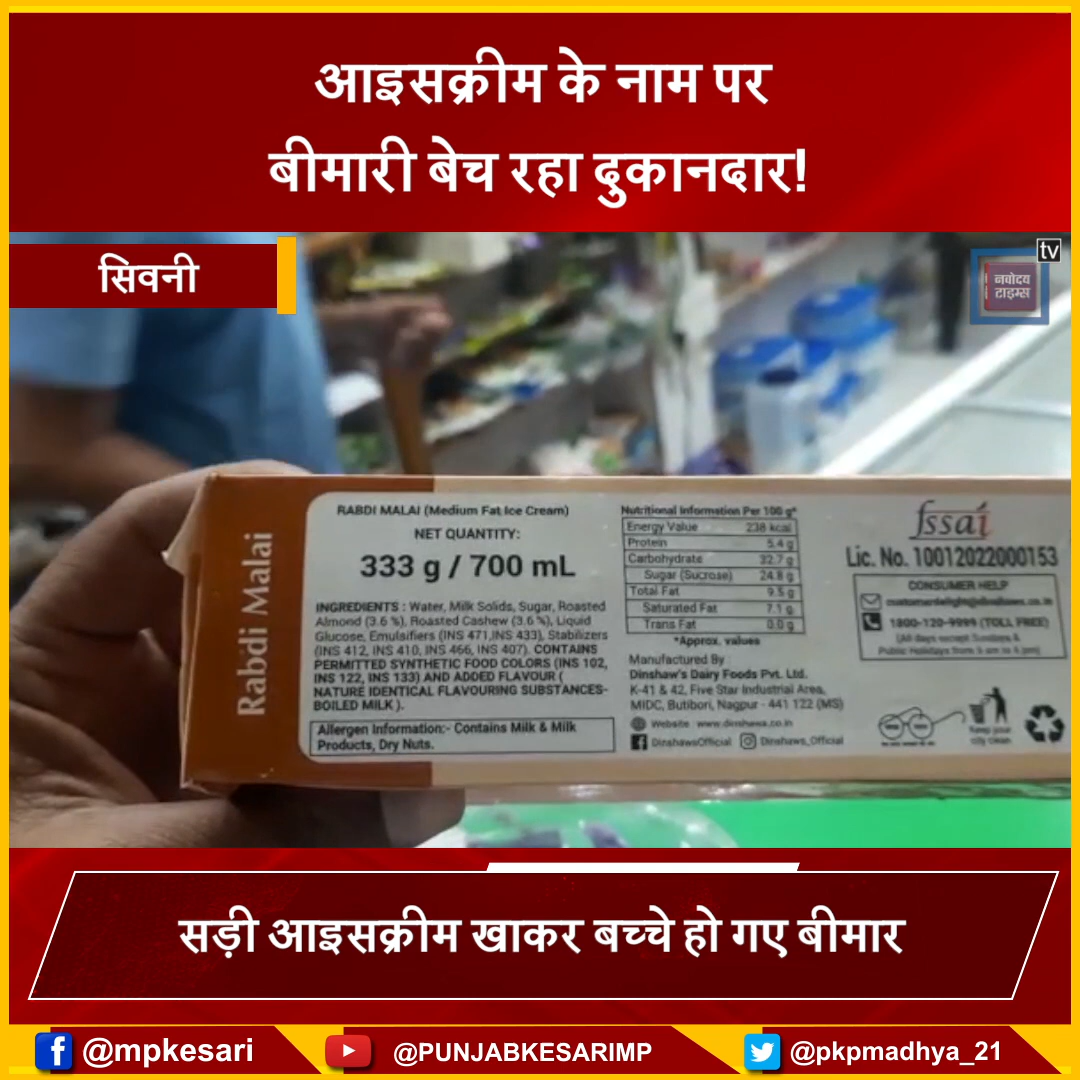 आइसक्रीम के नाम पर
बीमारी बेच रहा दुकानदार!
सिवनी
tv
नवोदय
टाइम्स
Rabdi Malai
RABDI MALAI (Medium Fat Ice Cream)
NET QUANTITY:
333 g / 700 mL
INGREDIENTS : Water, Milk Solids, Sugar, Roasted
Almond (3.6 %), Roasted Cashew (3.6 %), Liquid
Glucose, Emulsifiers (INS 471,INS 433), Stabilizers
(INS 412, INS 410, INS 466, INS 407). CONTAINS
PERMITTED SYNTHETIC FOOD COLORS (INS 102,
INS 122, INS 133) AND ADDED FLAVOUR (
NATURE IDENTICAL FLAVOURING SUBSTANCES-
BOILED MILK ).
Allergen Information:- Contains Milk & Milk
Products, Dry Nuts.
Nutritional Information Per 100 g*
Energy Value 238 kcal
Protein 5.4 g
Carbohydrate 32.7 g
Sugar (Sucrose) 24.8 g
Total Fat 9.5 g
Saturated Fat 7.1 g
Trans Fat 0.0 g
*Approx. values
Manufactured By :
Dinshaw's Dairy Foods Pvt. Ltd.
K-41 & 42, Five Star Industrial Area,
MIDC, Butibori, Nagpur - 441 122 (MS)
Website : www.dinshaws.co.in
DinshawsOfficial Dinshaws_Official
fssai
Lic. No. 10012022000153
CONSUMER HELP
1800-120-9999 (TOLL FREE)
(All days except Sundays &
Keep your
city clean
सड़ी आइसक्रीम खाकर बच्चे हो गए बीमार
@mpkesari
@PUNJABKESARIMP
@pkpmadhya_21